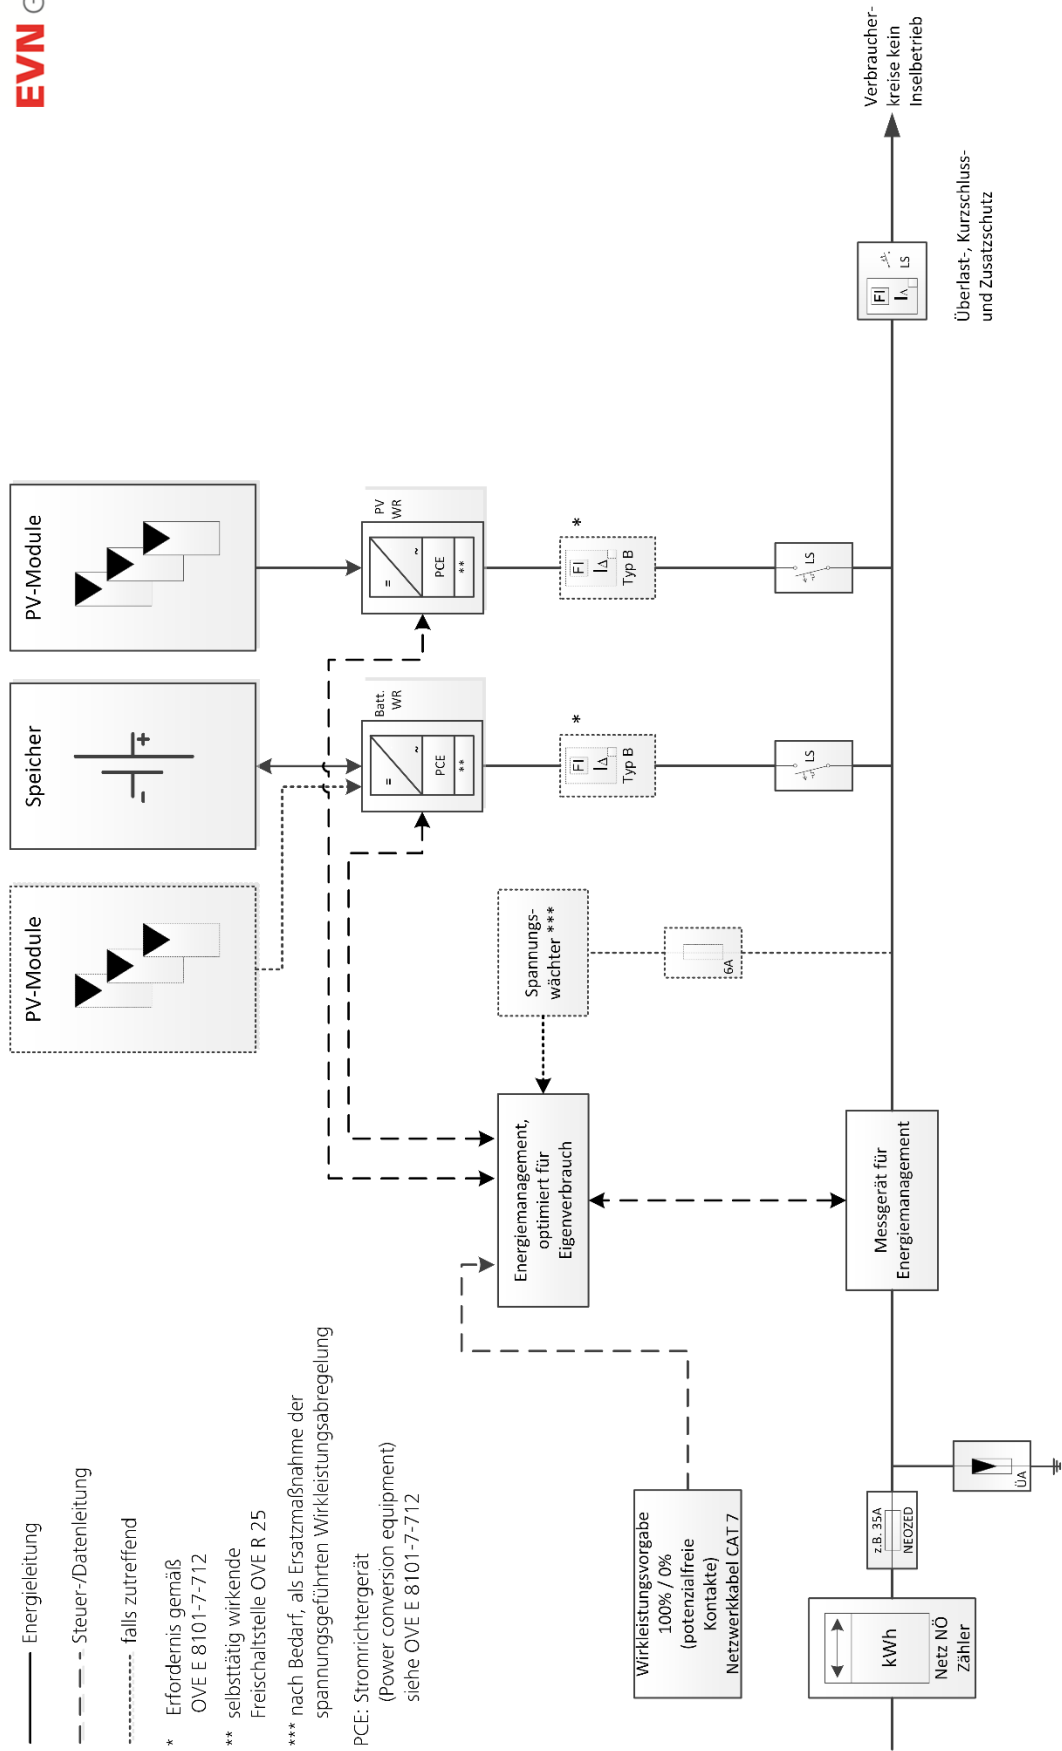 EVN G
PV-Module
Speicher
- +
PV-Module
Batt.
WR
=
~
PCE
**
PV
WR
=
~
PCE
**
Energieleitung
Steuer-/Datenleitung
falls zutreffend
* Erfordernis gemäß
OVE E 8101-7-712
** selbsttätig wirkende
Freischaltstelle OVE R 25
*** nach Bedarf, als Ersatzmaßnahme der
spannungsgeführten Wirkleistungsabregelung
PCE: Stromrichtergerät
(Power conversion equipment)
siehe OVE E 8101-7-712
Energiemanagement,
optimiert für
Eigenverbrauch
Spannungs-
wächter ***
FI
IΔ
Typ B
*
FI
IΔ
Typ B
*
Wirkleistungsvorgabe
100% / 0%
(potenzialfreie
Kontakte)
Netzwerkkabel CAT 7
6A
LS
LS
kWh
Netz NÖ
Zähler
z.B. 35A
NEOZED
ÜA
Messgerät für
Energiemanagement
FI
IΔ
LS
Überlast-, Kurzschluss-
und Zusatzschutz
Verbraucher-
kreise kein
Inselbetrieb